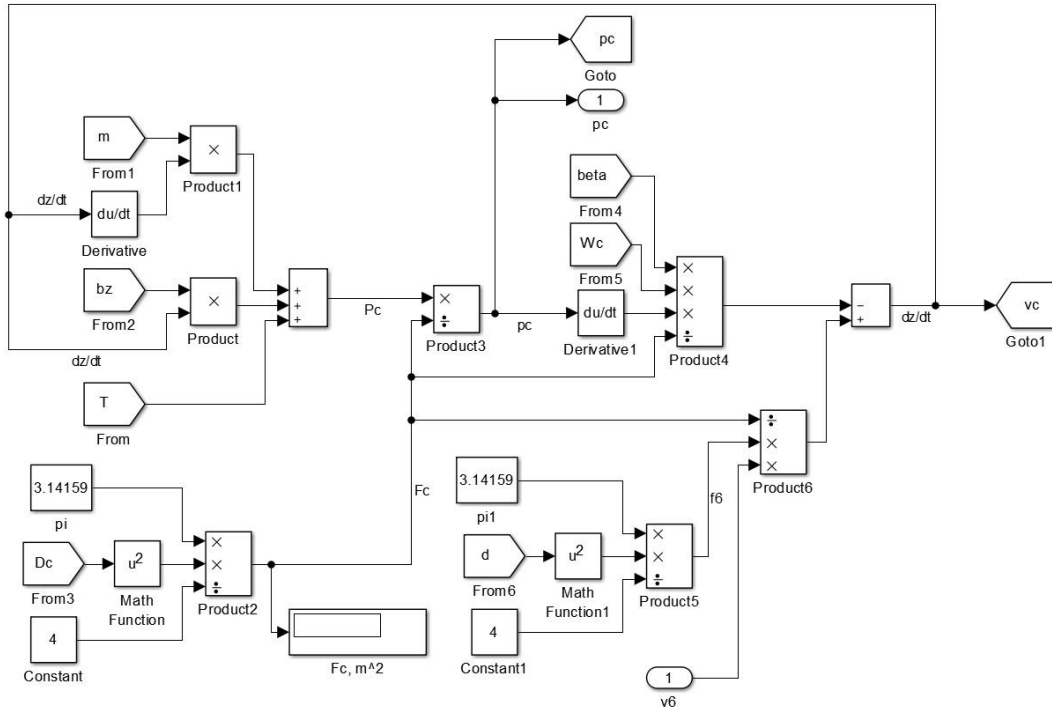 pc
Goto
1
pc
m
From1
×
Product1
dz/dt
du/dt
Derivative
bz
From2
×
Product
dz/dt
T
From
+
+
+
Pc
×
÷
Product3
pc
beta
From4
Wc
From5
du/dt
Derivative1
×
×
×
÷
Product4
−
+
dz/dt
vc
Goto1
÷
×
×
Product6
Fc
f6
3.14159
pi
Dc
From3
u²
Math
Function
4
Constant
×
×
÷
Product2
Fc, m^2
3.14159
pi1
d
From6
u²
Math
Function1
4
Constant1
×
×
÷
Product5
1
v6